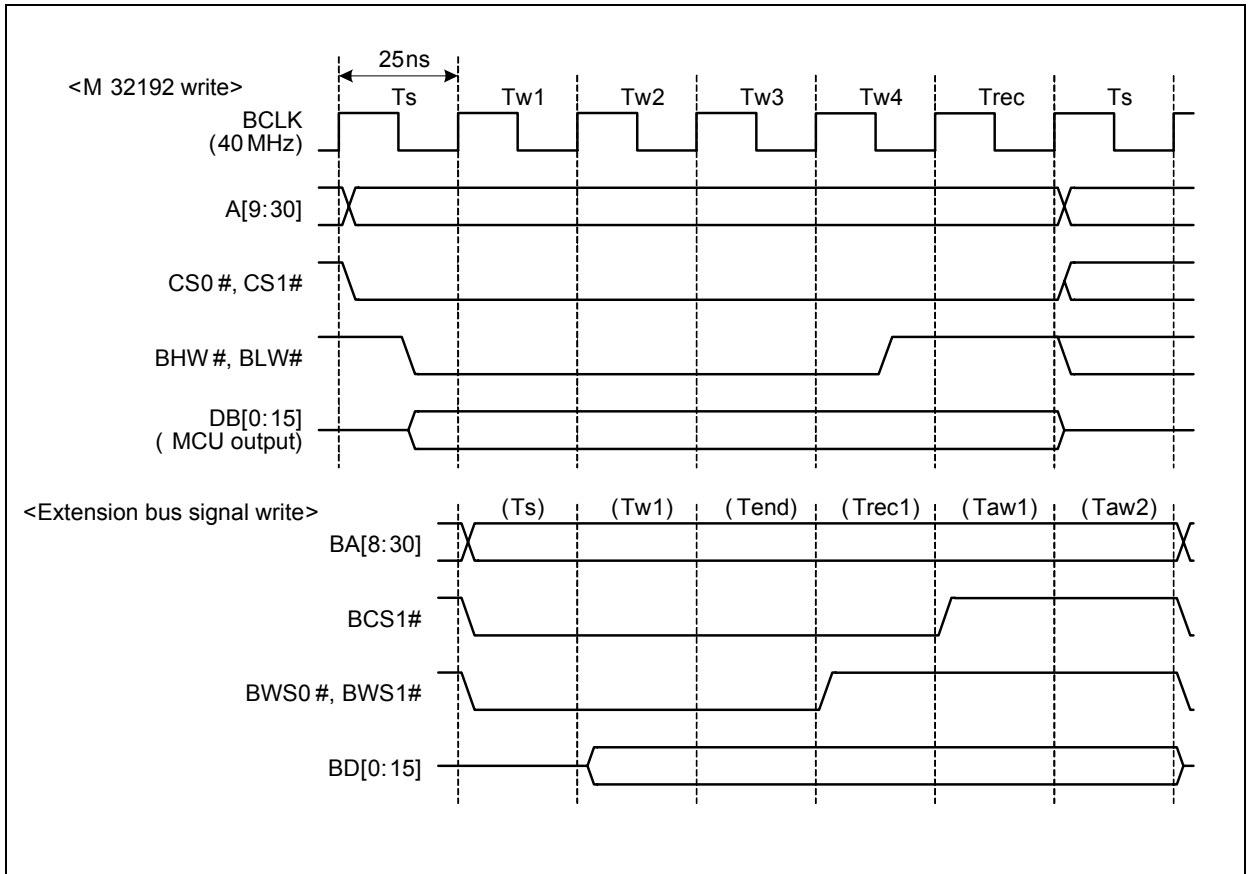 25ns
<M 32192 write>
Ts Tw1 Tw2 Tw3 Tw4 Trec Ts
BCLK
(40 MHz)
A[9:30]
CS0 #, CS1#
BHW #, BLW#
DB[0:15]
( MCU output)
<Extension bus signal write>
(Ts) (Tw1) (Tend) (Trec1) (Taw1) (Taw2)
BA[8:30]
BCS1#
BWS0 #, BWS1#
BD[0:15]